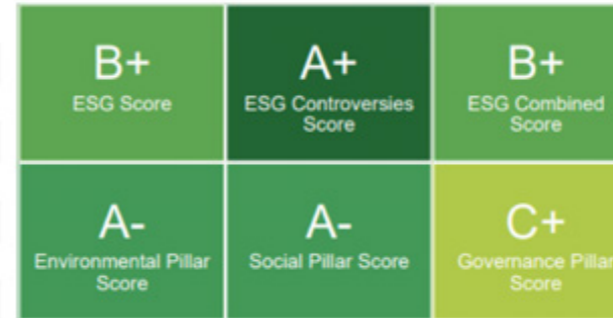 B+
ESG Score
A+
ESG Controversies
Score
B+
ESG Combined
Score
A-
Environmental Pillar
Score
A-
Social Pillar Score
C+
Governance Pillar
Score